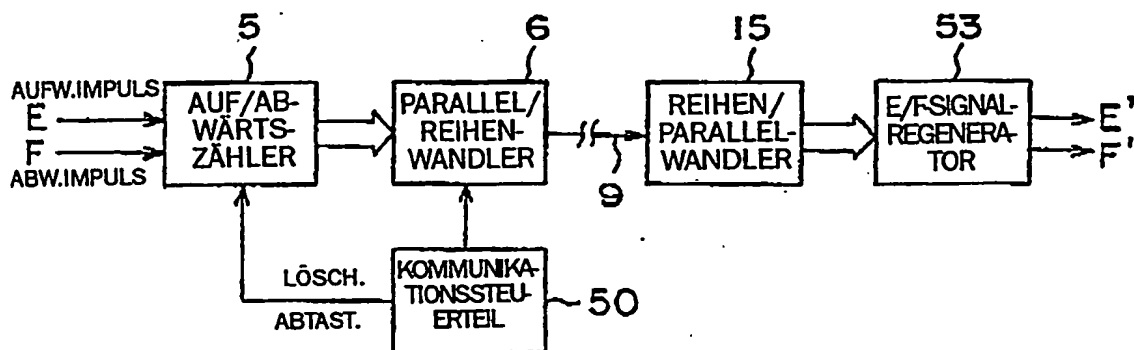 5
6
15
53
AUFW.IMPULS
E
F
ABW.IMPULS
AUF/AB-
WÄRTS-
ZÄHLER
PARALLEL/
REIHEN-
WANDLER
9
REIHEN/
PARALLEL-
WANDLER
E/F-SIGNAL-
REGENERA-
TOR
E'
F'
LÖSCH.
ABTAST.
KOMMUNIKA-
TIONSSTEU-
ERTEIL
50